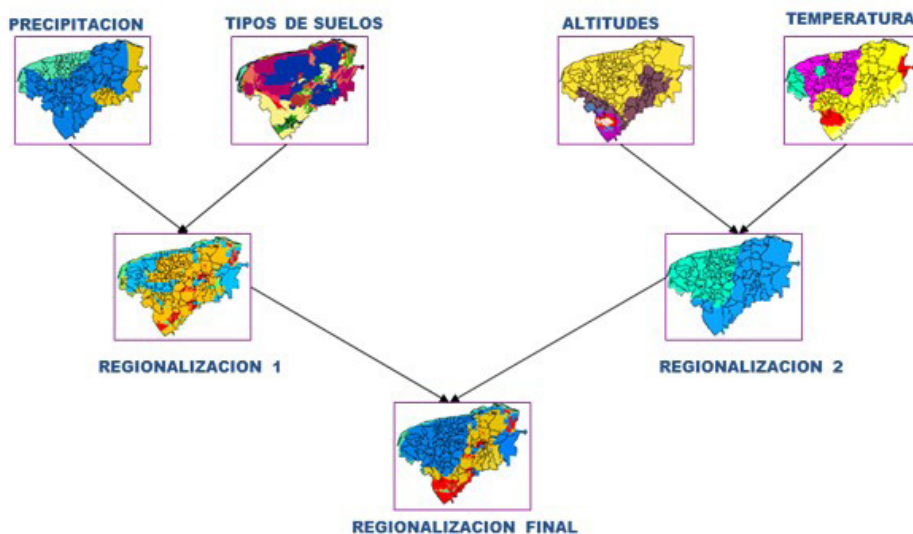 PRECIPITACION
TIPOS DE SUELOS
ALTITUDES
TEMPERATURA
REGIONALIZACION 1
REGIONALIZACION 2
REGIONALIZACION FINAL